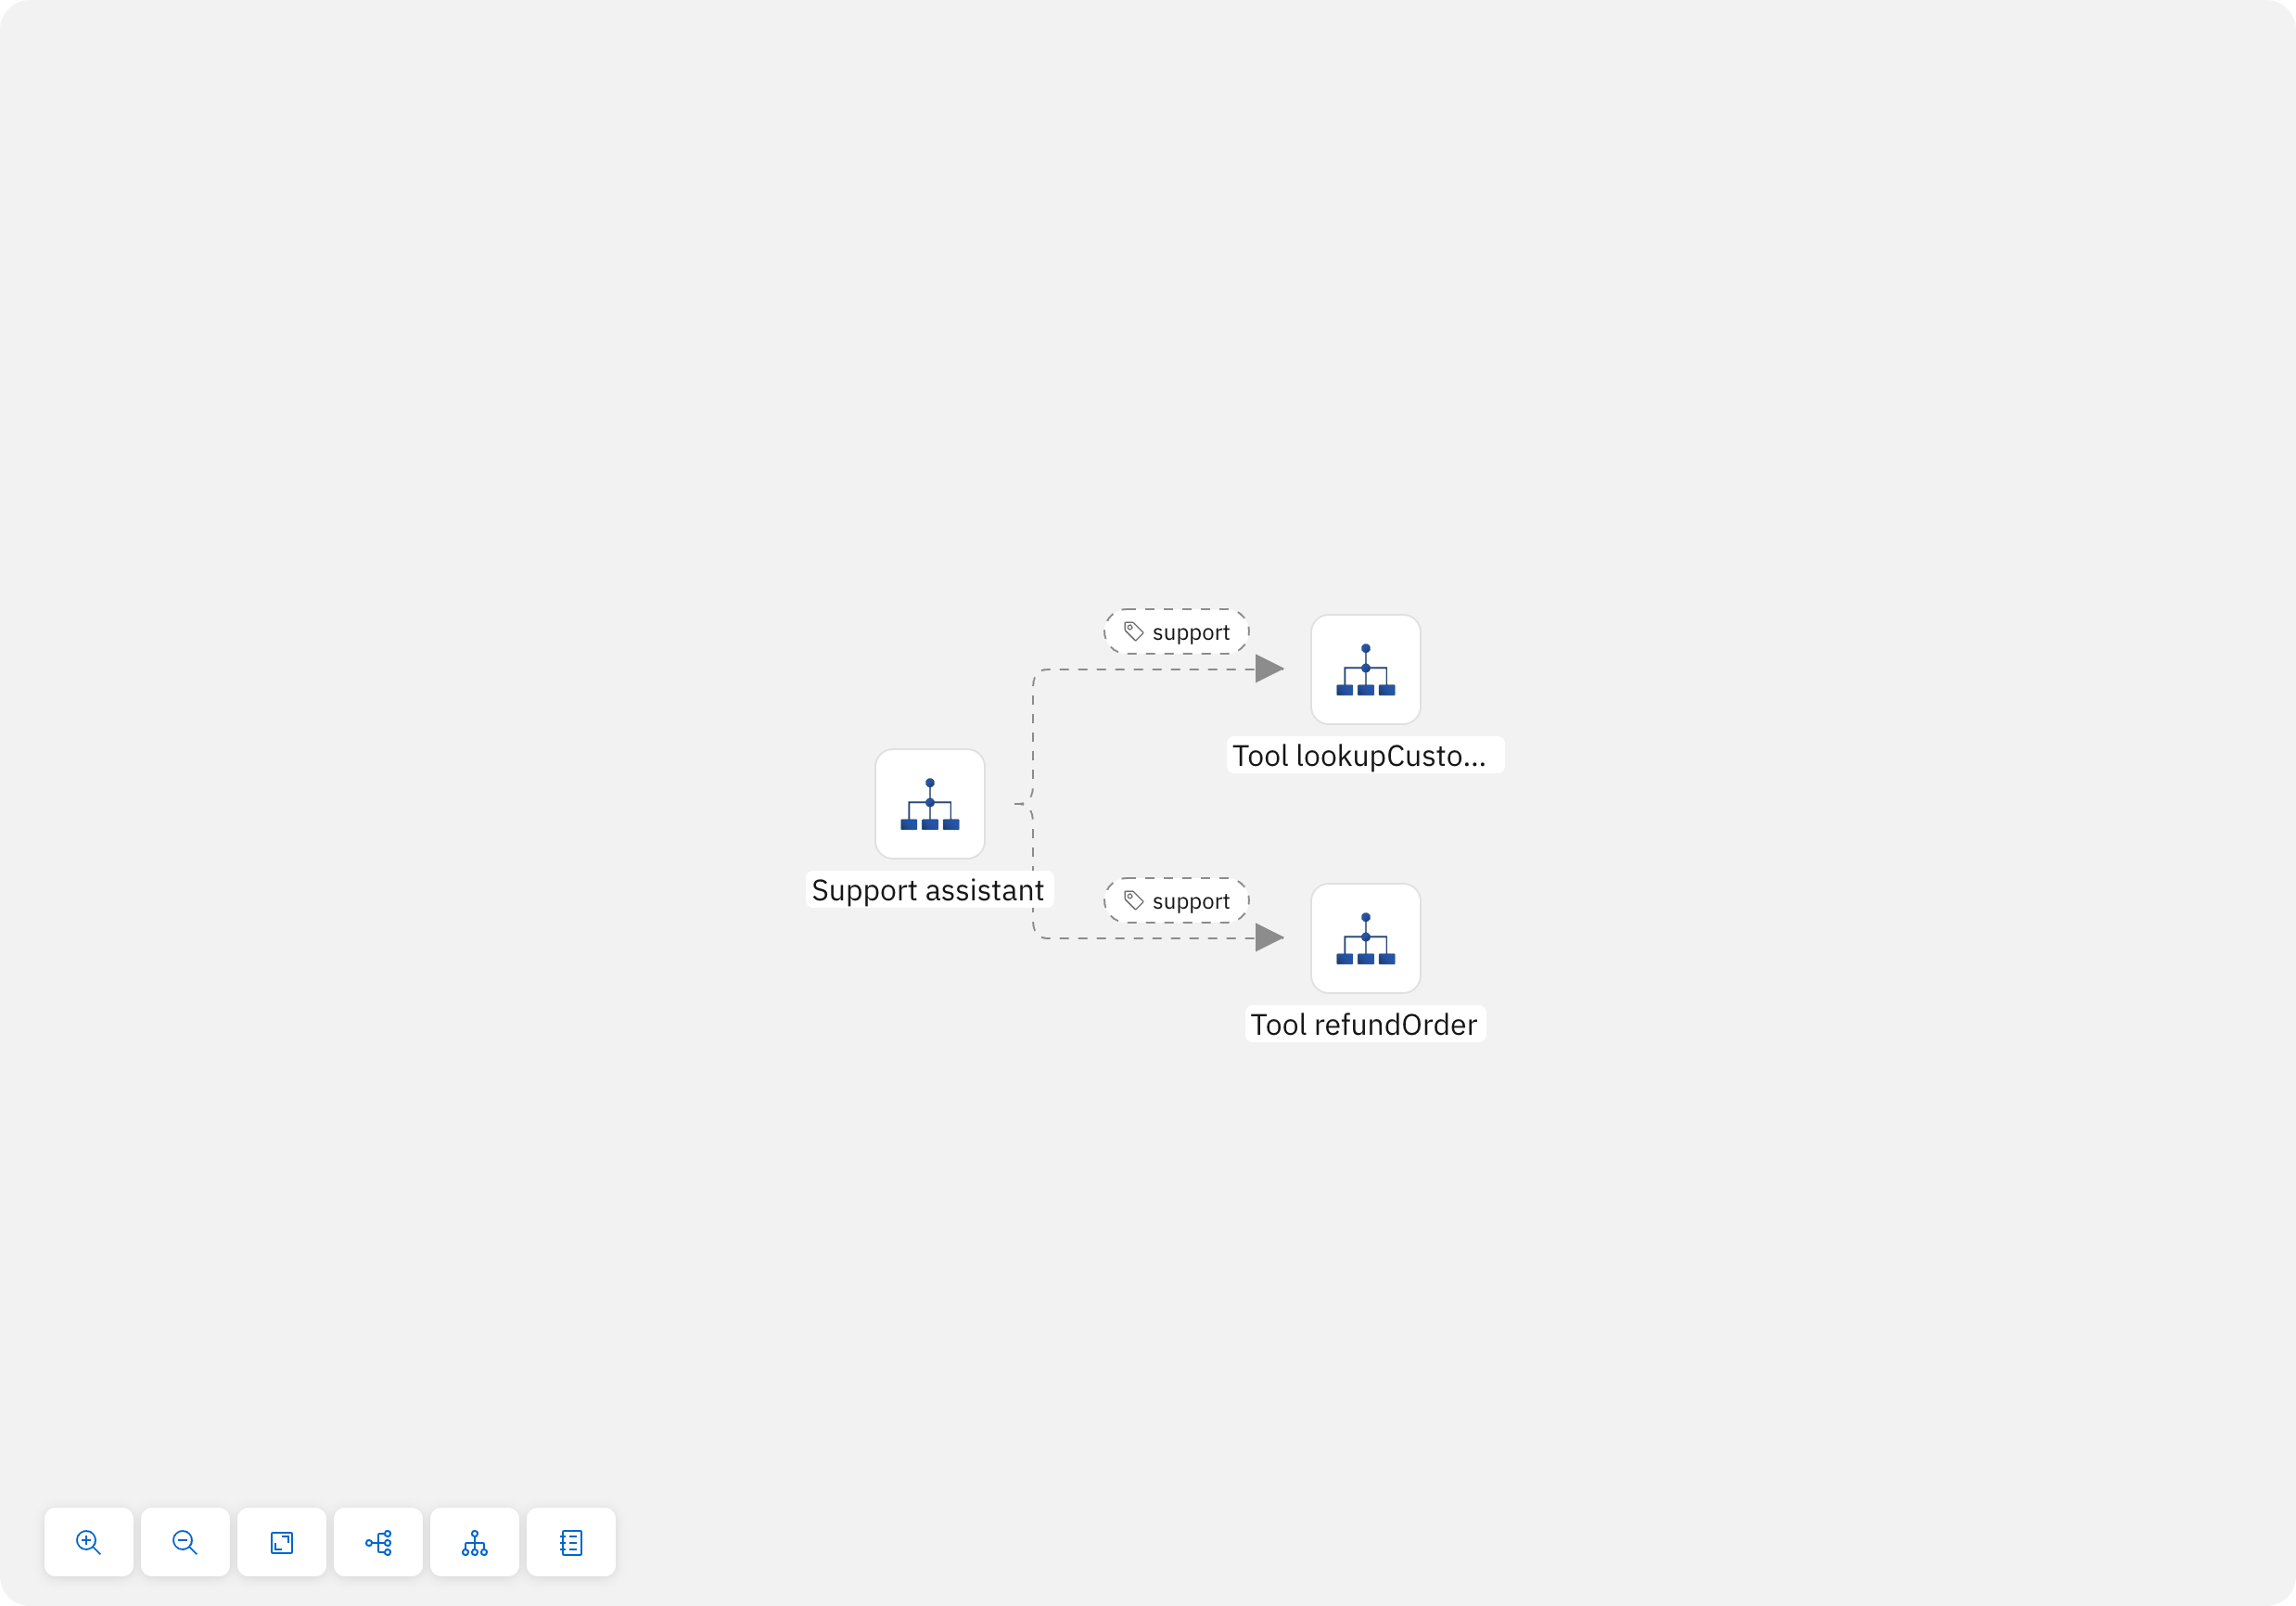 support
Tool lookupCusto...
Support assistant
support
Tool refundOrder